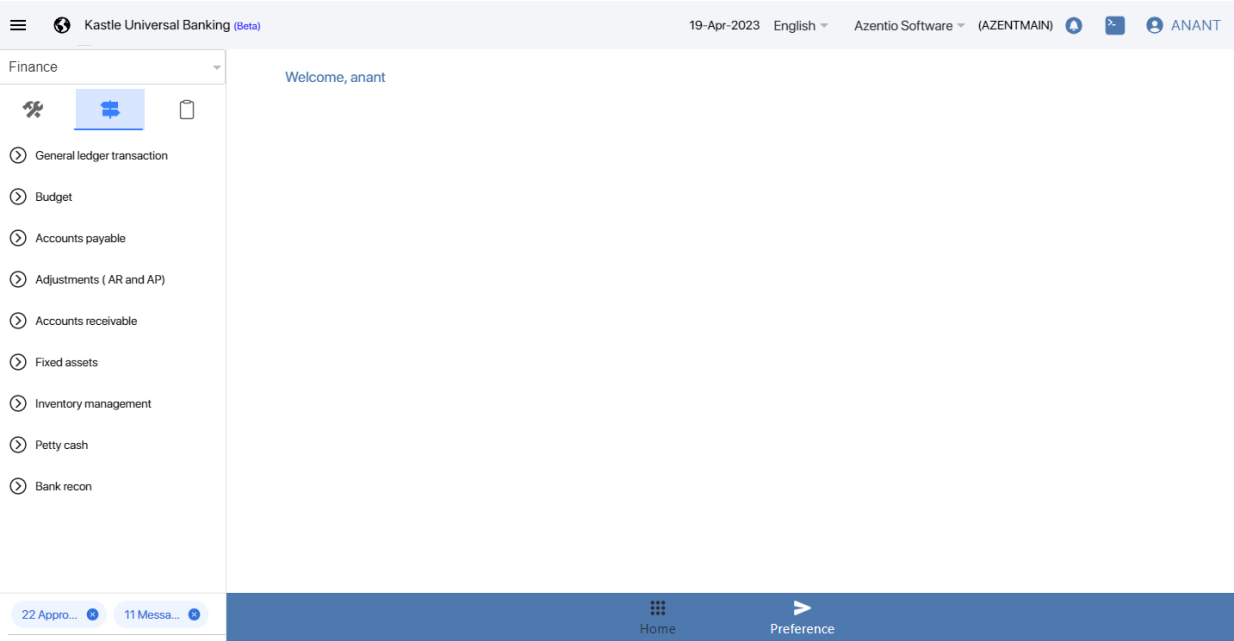 Kastle Universal Banking (Beta) 19-Apr-2023 English Azentio Software (AZENTMAIN) ANANT
Finance
Welcome, anant
General ledger transaction
Budget
Accounts payable
Adjustments ( AR and AP)
Accounts receivable
Fixed assets
Inventory management
Petty cash
Bank recon
22 Appro... 11 Messa...
Home Preference